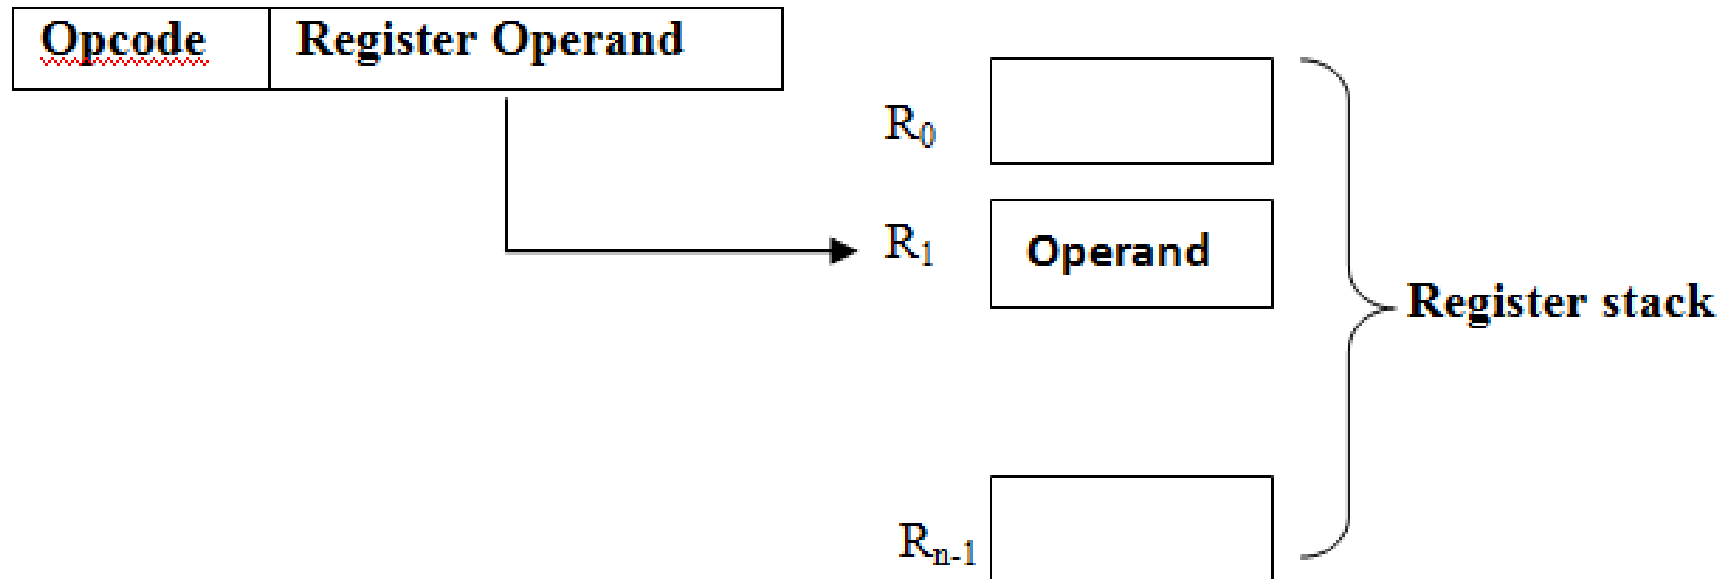 Opcode
Register Operand
R₀
R₁
Operand
Register stack
Rₙ₋₁